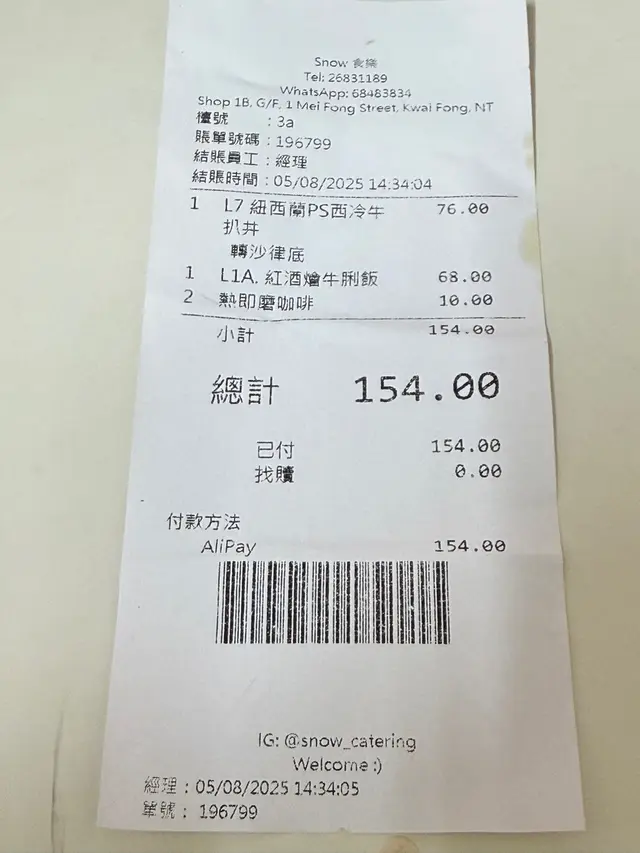 Snow 食樂
Tel: 26831189
WhatsApp: 68483834
Shop 1B, G/F, 1 Mei Fong Street, Kwai Fong, NT
檯號 : 3a
賬單號碼 : 196799
結賬員工 : 經理
結賬時間 : 05/08/2025 14:34:04
1 L7 紐西蘭PS西冷牛 76.00
扒丼
轉沙律底
1 L1A. 紅酒燴牛脷飯 68.00
2 熱即磨咖啡 10.00
小計 154.00
總計 154.00
已付 154.00
找贖 0.00
付款方法
AliPay 154.00
IG: @snow_catering
Welcome :)
經理 : 05/08/2025 14:34:05
單號 : 196799